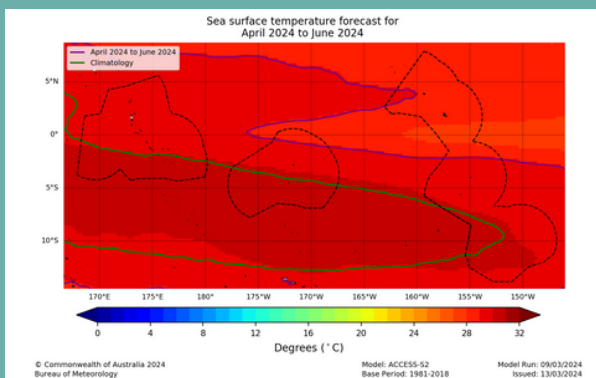 Sea surface temperature forecast for
April 2024 to June 2024
April 2024 to June 2024
Climatology
5°N
0°
5°S
10°S
170°E 175°E 180° 175°W 170°W 165°W 160°W 155°W 150°W
0 4 8 12 16 20 24 28 32
Degrees (°C)
© Commonwealth of Australia 2024 Model: ACCESS-S2 Model Run: 09/03/2024
Bureau of Meteorology Base Period: 1981-2018 Issued: 13/03/2024